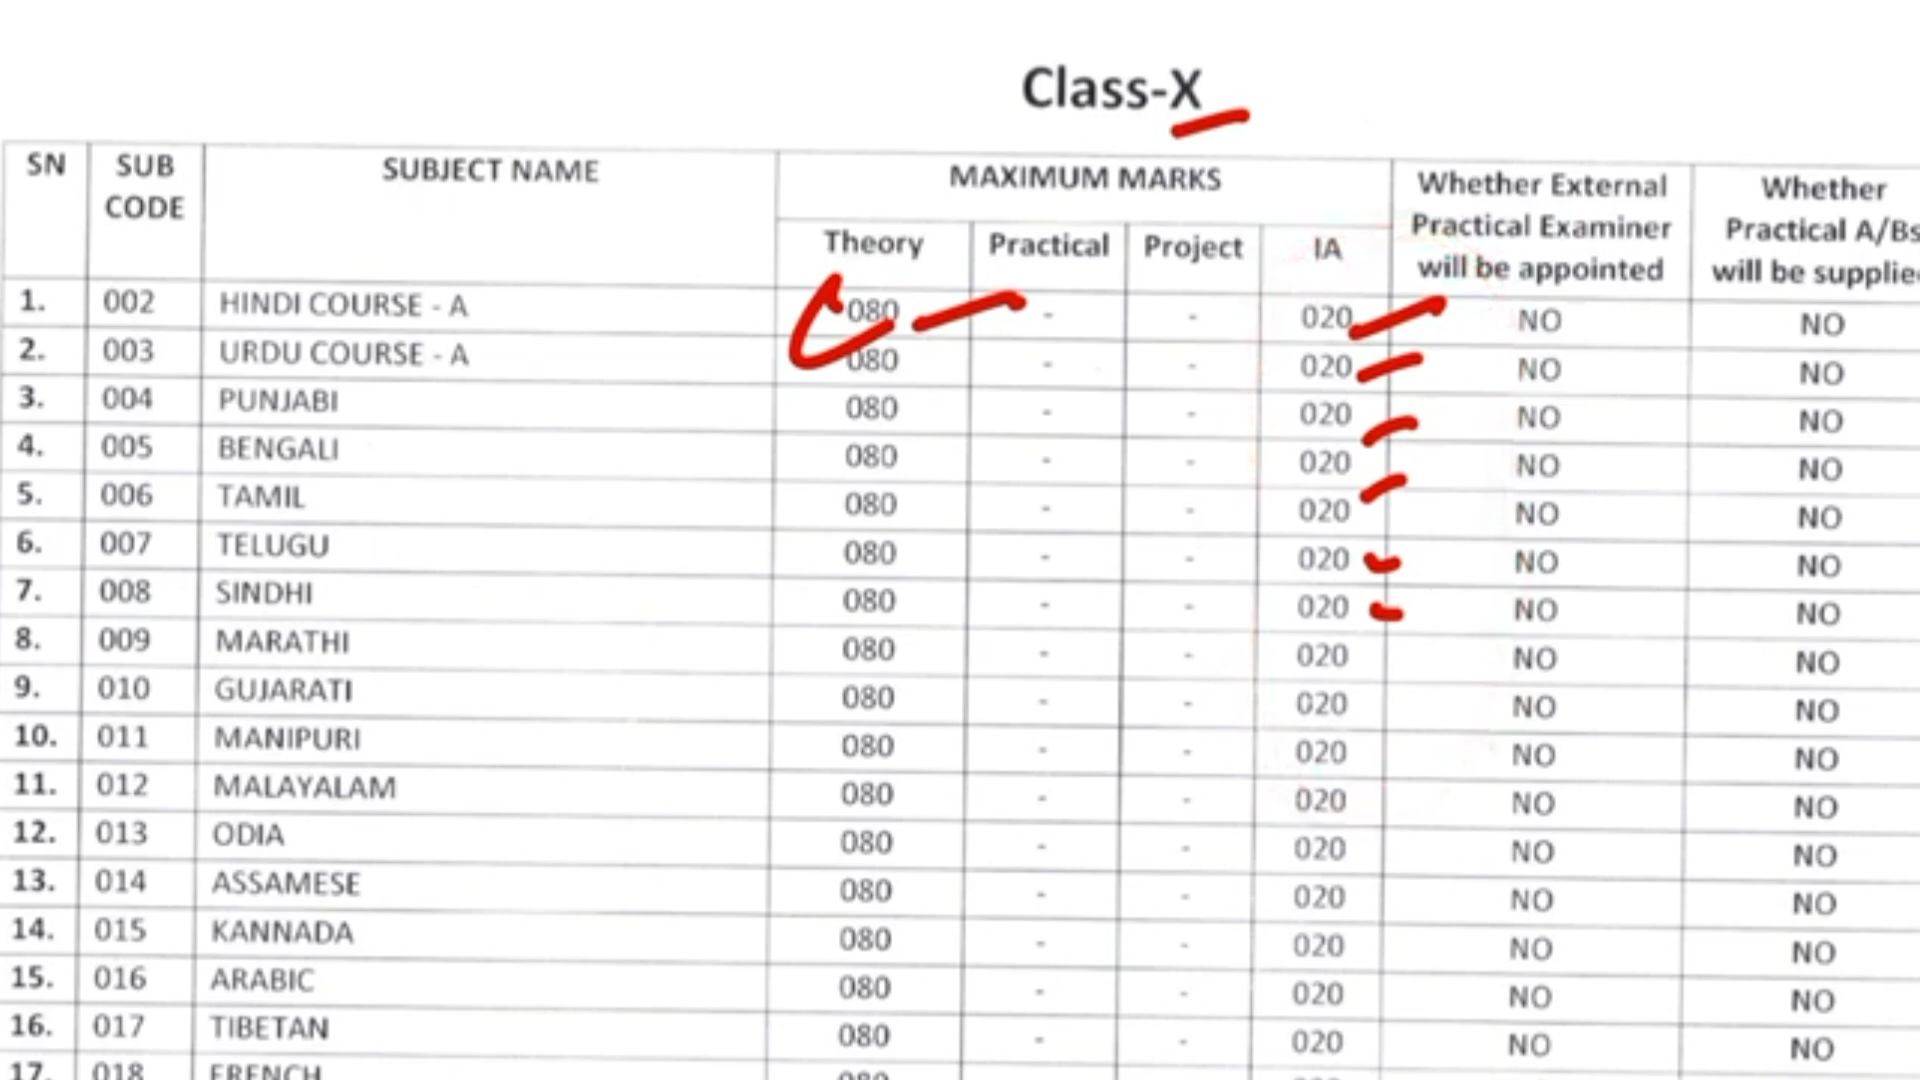 Class-X
SN SUB CODE SUBJECT NAME MAXIMUM MARKS Whether External Practical Examiner will be appointed Whether Practical A/Bs will be
Theory Practical Project IA
1. 002 HINDI COURSE - A 080 - - 020 NO NO
2. 003 URDU COURSE - A 080 - - 020 NO NO
3. 004 PUNJABI 080 - - 020 NO NO
4. 005 BENGALI 080 - - 020 NO NO
5. 006 TAMIL 080 - - 020 NO NO
6. 007 TELUGU 080 - - 020 NO NO
7. 008 SINDHI 080 - - 020 NO NO
8. 009 MARATHI 080 - - 020 NO NO
9. 010 GUJARATI 080 - - 020 NO NO
10. 011 MANIPURI 080 - - 020 NO NO
11. 012 MALAYALAM 080 - - 020 NO NO
12. 013 ODIA 080 - - 020 NO NO
13. 014 ASSAMESE 080 - - 020 NO NO
14. 015 KANNADA 080 - - 020 NO NO
15. 016 ARABIC 080 - - 020 NO NO
16. 017 TIBETAN 080 - - 020 NO NO
17. 018 FRENCH